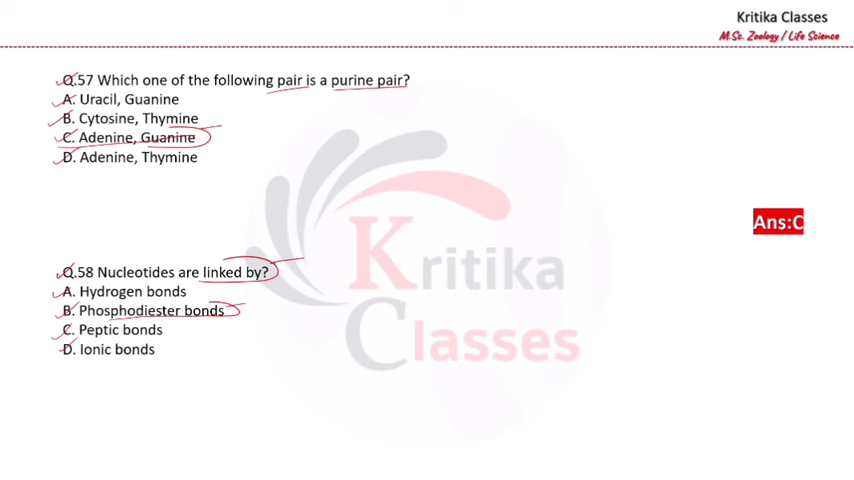 Kritika Classes
M.Sc. Zoology / Life Science
Q.57 Which one of the following pair is a purine pair?
A. Uracil, Guanine
B. Cytosine, Thymine
C. Adenine, Guanine
D. Adenine, Thymine
Ans:C
Q.58 Nucleotides are linked by?
A. Hydrogen bonds
B. Phosphodiester bonds
C. Peptic bonds
D. Ionic bonds
Kritika
Classes